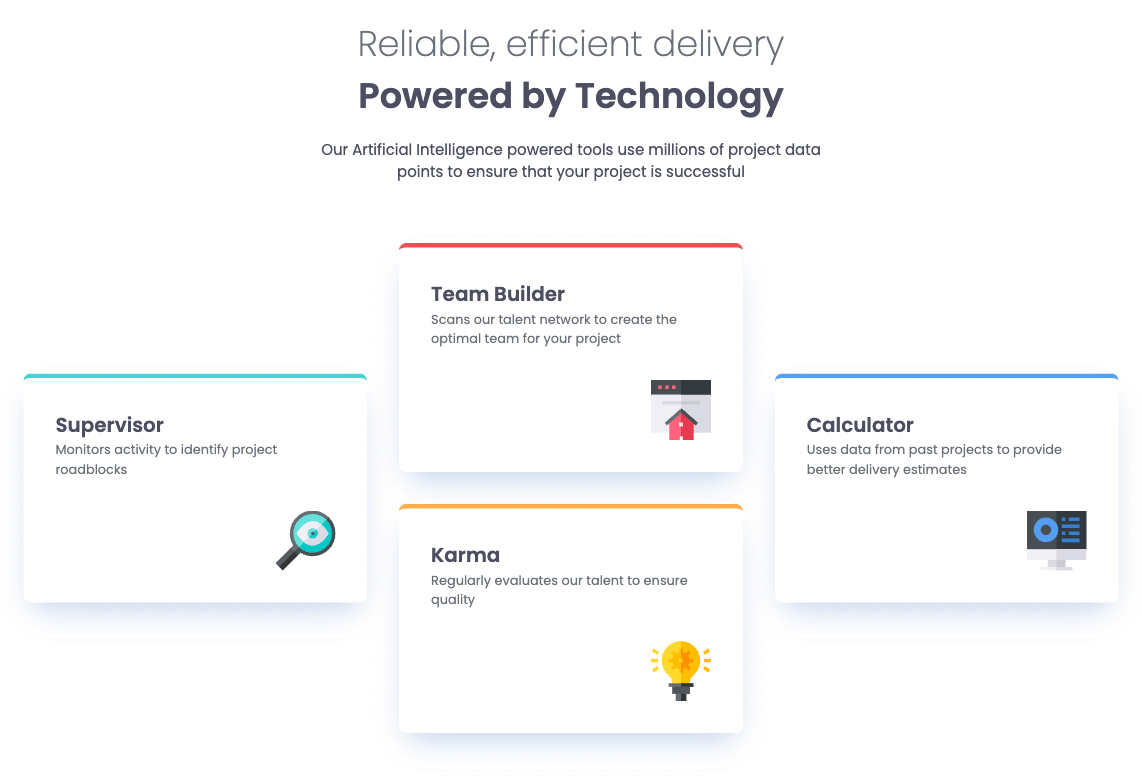 Reliable, efficient delivery
Powered by Technology
Our Artificial Intelligence powered tools use millions of project data
points to ensure that your project is successful
Supervisor
Monitors activity to identify project
roadblocks
Team Builder
Scans our talent network to create the
optimal team for your project
Karma
Regularly evaluates our talent to ensure
quality
Calculator
Uses data from past projects to provide
better delivery estimates